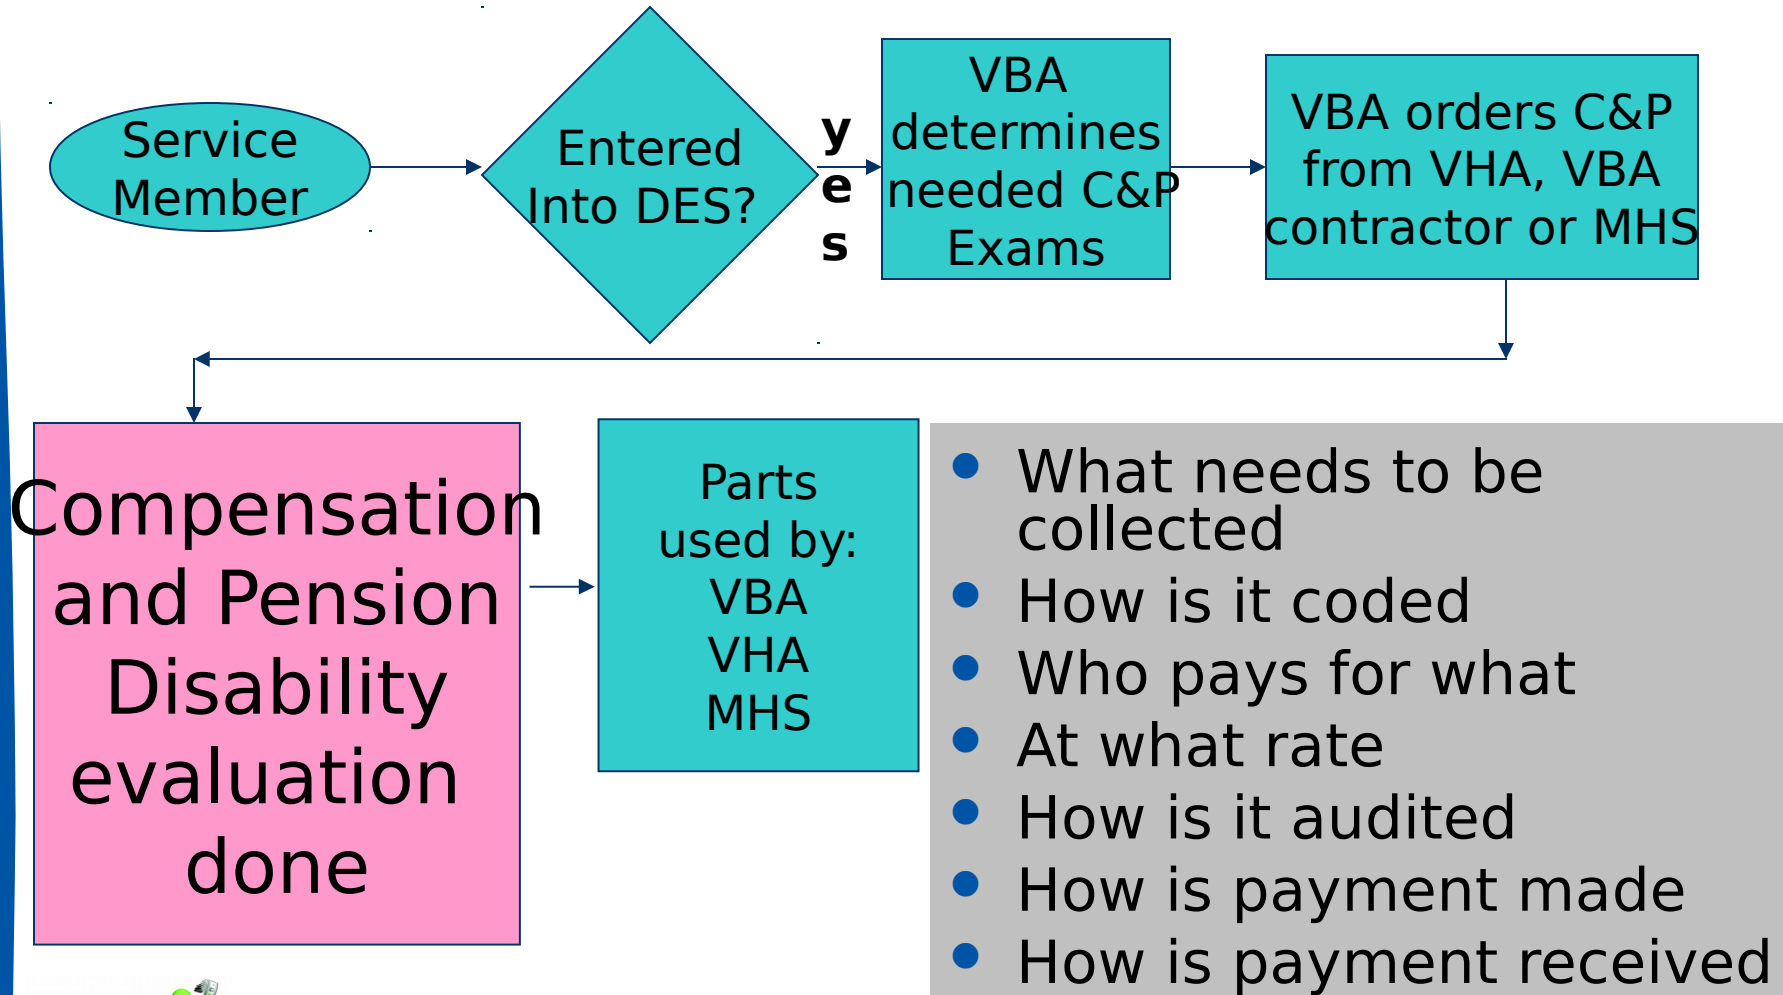 Service
Member
Entered
Into DES?
yes
VBA
determines
needed C&P
Exams
VBA orders C&P
from VHA, VBA
contractor or MHS
Compensation
and Pension
Disability
evaluation
done
Parts
used by:
VBA
VHA
MHS
• What needs to be
collected
• How is it coded
• Who pays for what
• At what rate
• How is it audited
• How is payment made
• How is payment received